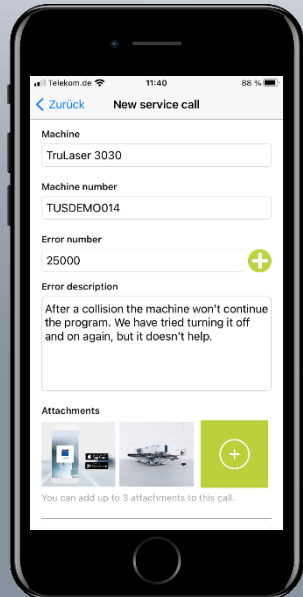 Telekom.de 11:40 88 %
Zurück New service call
Machine
TruLaser 3030
Machine number
TUSDEMO014
Error number
25000
Error description
After a collision the machine won't continue
the program. We have tried turning it off
and on again, but it doesn't help.
Attachments
You can add up to 3 attachments to this call.